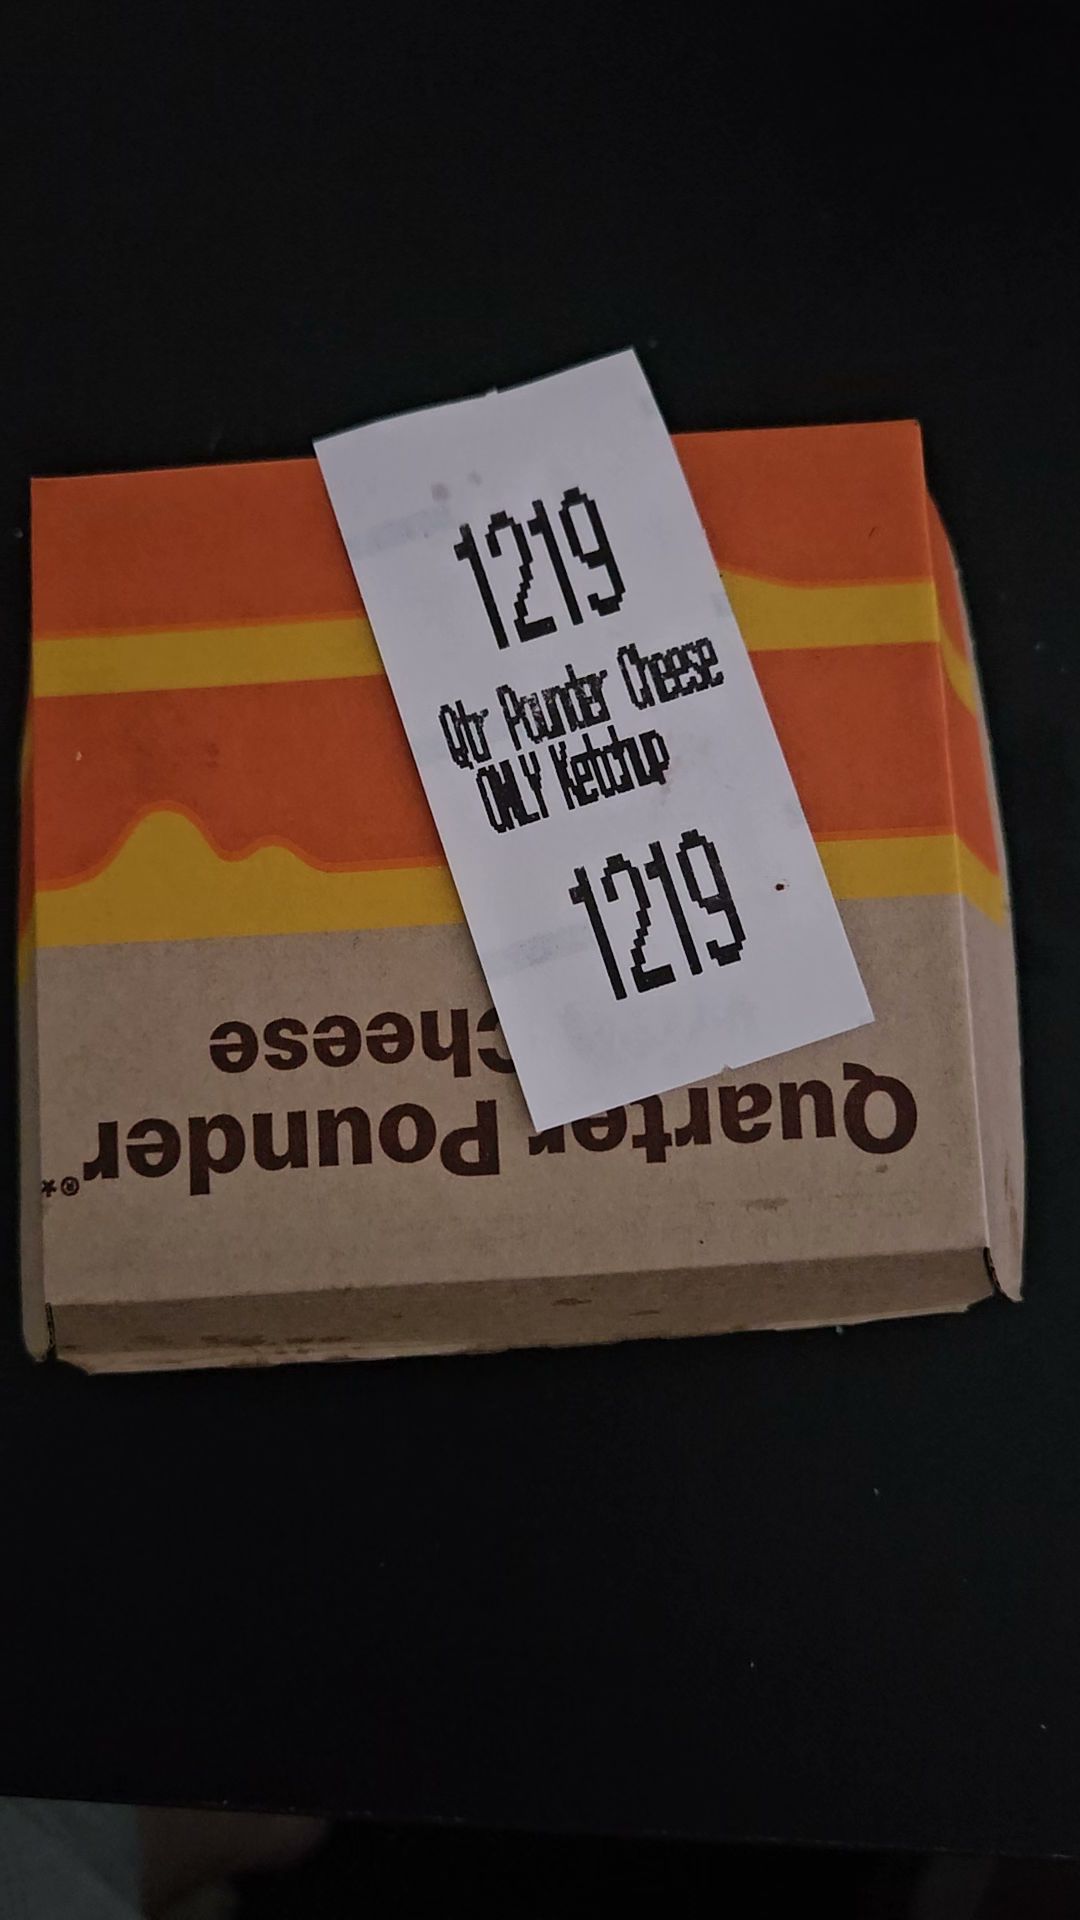 1219
Qtr Pounder Cheese
ONLY Ketchup
1219
Quarter Pounder®*
Cheese